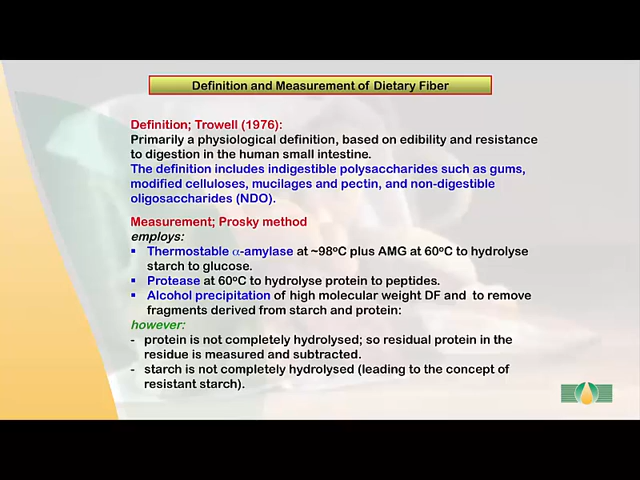 Definition and Measurement of Dietary Fiber
Definition; Trowell (1976):
Primarily a physiological definition, based on edibility and resistance
to digestion in the human small intestine.
The definition includes indigestible polysaccharides such as gums,
modified celluloses, mucilages and pectin, and non-digestible
oligosaccharides (NDO).
Measurement; Prosky method
employs:
▪ Thermostable α-amylase at ~98ºC plus AMG at 60ºC to hydrolyse
starch to glucose.
▪ Protease at 60ºC to hydrolyse protein to peptides.
▪ Alcohol precipitation of high molecular weight DF and to remove
fragments derived from starch and protein:
however:
- protein is not completely hydrolysed; so residual protein in the
residue is measured and subtracted.
- starch is not completely hydrolysed (leading to the concept of
resistant starch).